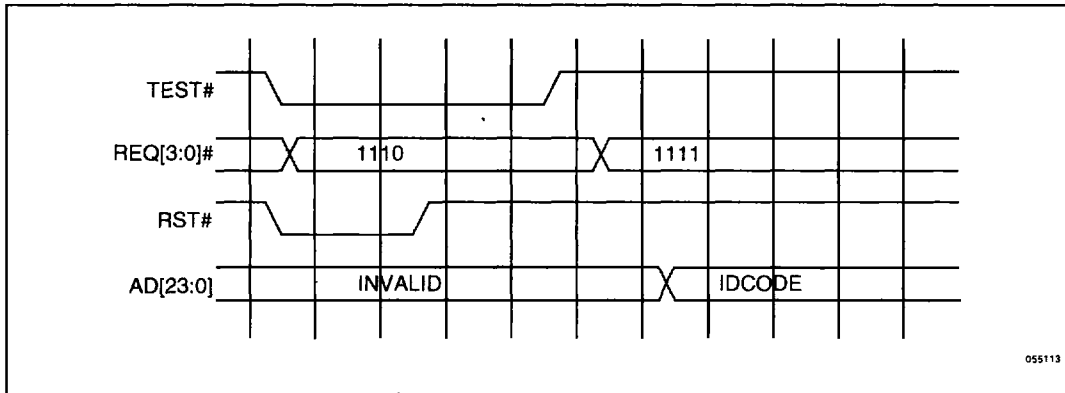 TEST#
REQ[3:0]# 1110 1111
RST#
AD[23:0] INVALID IDCODE
055113